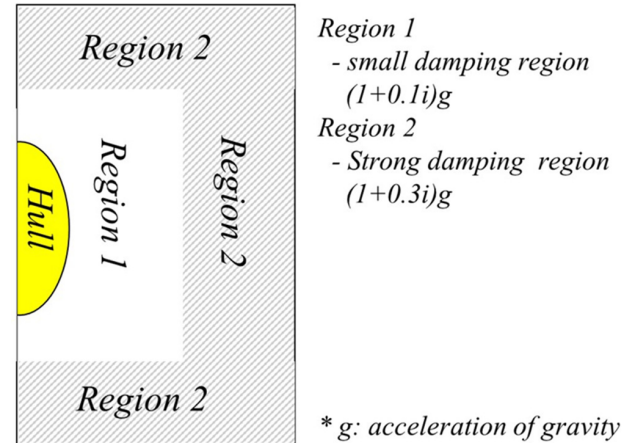 Region 2
Hull
Region 1
Region 2
Region 2
Region 1
- small damping region
(1+0.1i)g
Region 2
- Strong damping region
(1+0.3i)g
* g: acceleration of gravity